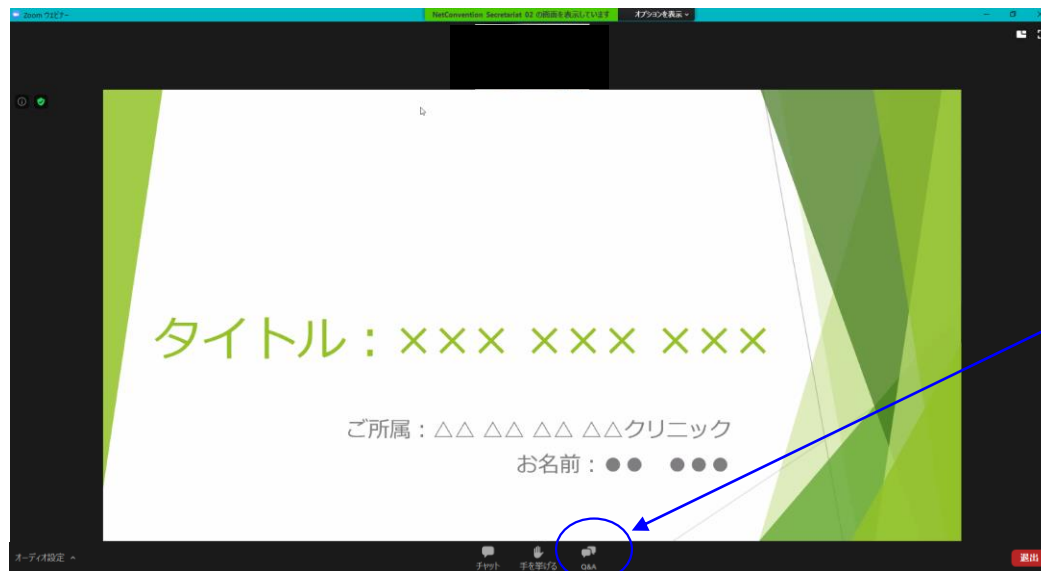 Zoom ウエビナー
NetConvention Secretariat 02 の画面を表示しています
オプションを表示
タイトル：××× ××× ×××
ご所属：△△ △△ △△ △△クリニック
お名前：●● ●●●
オーディオ設定
チャット
手を挙げる
Q&A
退出